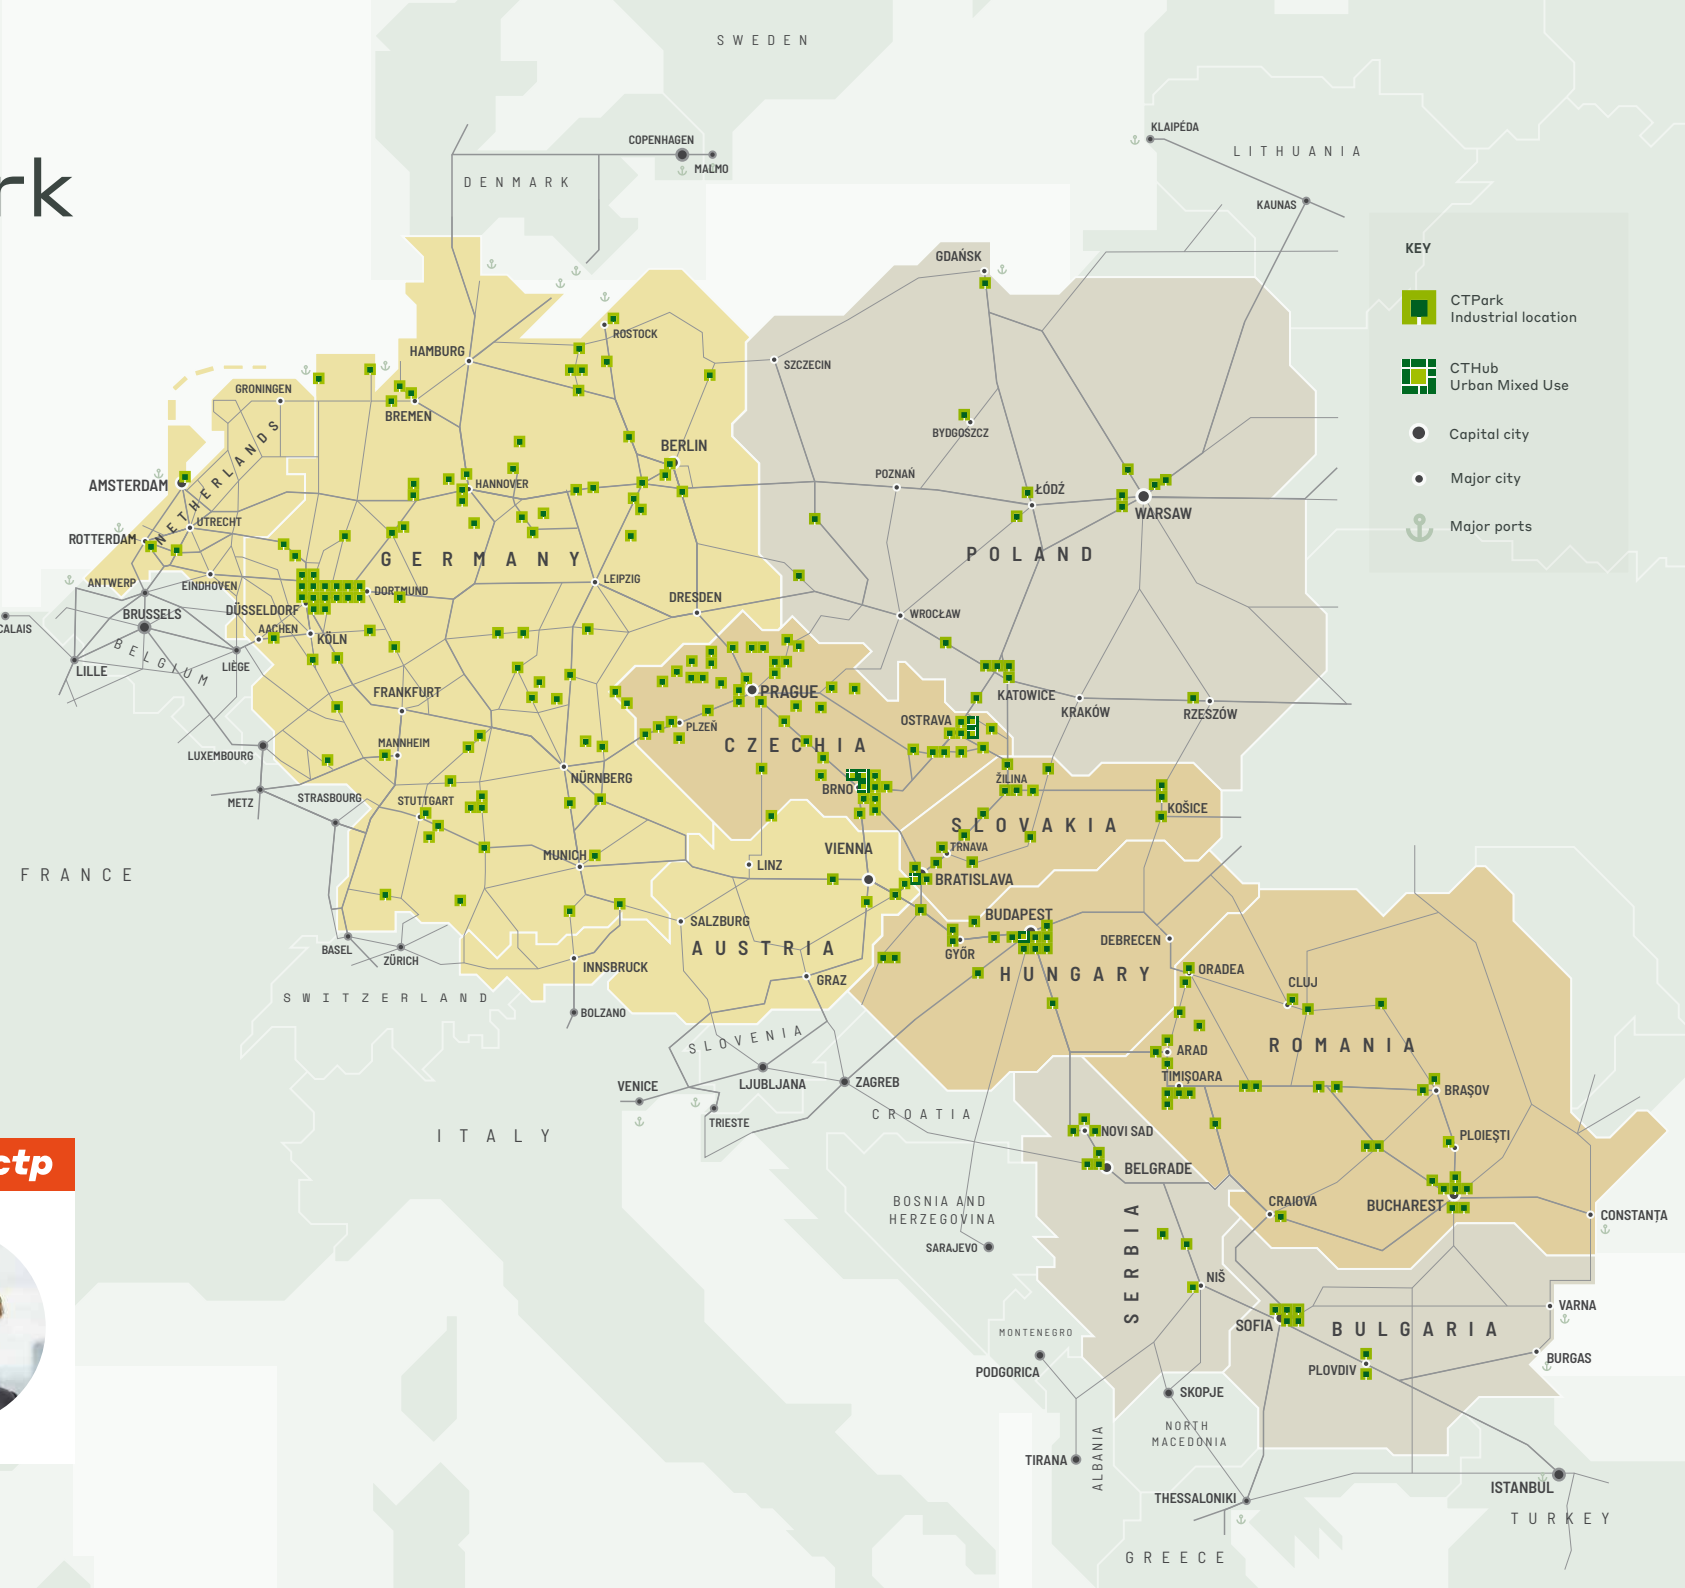 rk
SWEDEN
COPENHAGEN
MALMO
DENMARK
KLAIPĖDA
LITHUANIA
KAUNAS
KEY
CTPark
Industrial location
CTHub
Urban Mixed Use
Capital city
Major city
Major ports
GDAŃSK
ROSTOCK
HAMBURG
SZCZECIN
GRONINGEN
BREMEN
BYDGOSZCZ
BERLIN
NETHERLANDS
AMSTERDAM
HANNOVER
POZNAŃ
ŁÓDŹ
WARSAW
UTRECHT
ROTTERDAM
GERMANY
POLAND
ANTWERP
EINDHOVEN
DORTMUND
LEIPZIG
DRESDEN
BRUSSELS
DÜSSELDORF
WROCŁAW
CALAIS
AACHEN
KÖLN
BELGIUM
LILLE
LIÈGE
FRANKFURT
PRAGUE
KATOWICE
KRAKÓW
RZESZÓW
OSTRAVA
PLZEŇ
CZECHIA
MANNHEIM
LUXEMBOURG
NÜRNBERG
BRNO
ŽILINA
METZ
STRASBOURG
STUTTGART
KOŠICE
SLOVAKIA
VIENNA
TRNAVA
MUNICH
LINZ
FRANCE
BRATISLAVA
SALZBURG
BUDAPEST
AUSTRIA
DEBRECEN
BASEL
ZÜRICH
GYŐR
INNSBRUCK
HUNGARY
ORADEA
GRAZ
CLUJ
SWITZERLAND
BOLZANO
SLOVENIA
ROMANIA
ARAD
TIMIȘOARA
VENICE
LJUBLJANA
ZAGREB
BRAȘOV
TRIESTE
CROATIA
NOVI SAD
ITALY
PLOIEȘTI
ctp
BELGRADE
BOSNIA AND
HERZEGOVINA
CRAIOVA
BUCHAREST
CONSTANȚA
SARAJEVO
SERBIA
NIŠ
VARNA
SOFIA
BULGARIA
MONTENEGRO
PODGORICA
PLOVDIV
BURGAS
SKOPJE
NORTH
MACEDONIA
TIRANA
ALBANIA
ISTANBUL
THESSALONIKI
TURKEY
GREECE